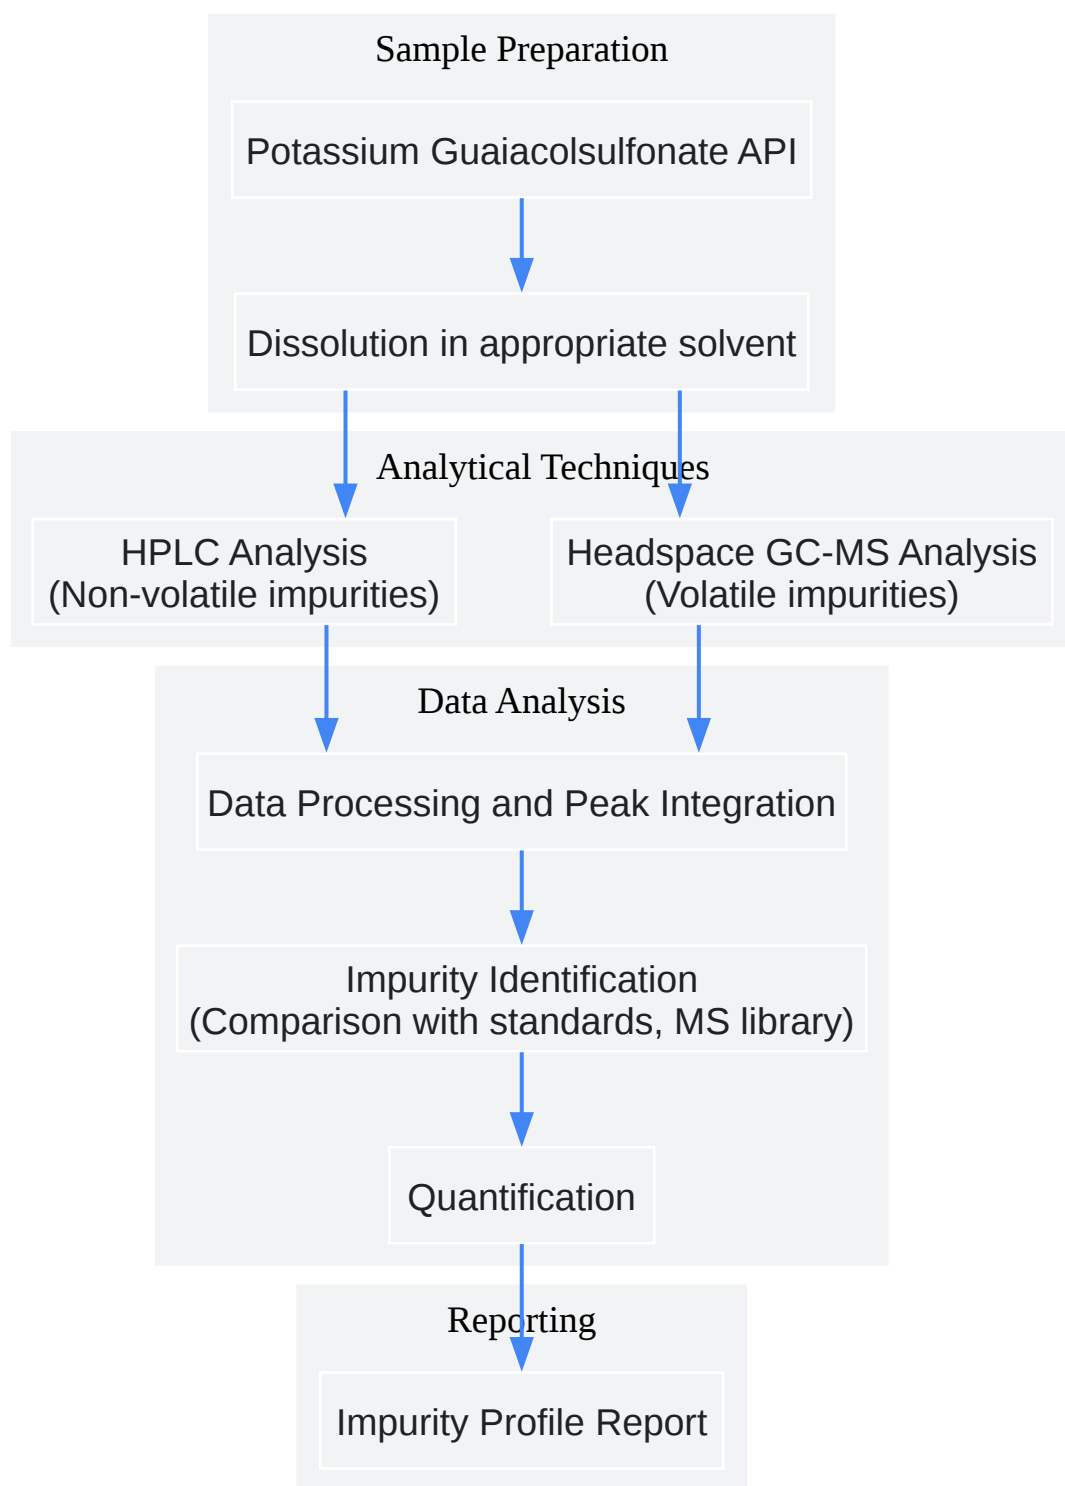 Sample Preparation
Potassium Guaiacolsulfonate API
Dissolution in appropriate solvent
Analytical Techniques
HPLC Analysis
(Non-volatile impurities)
Headspace GC-MS Analysis
(Volatile impurities)
Data Analysis
Data Processing and Peak Integration
Impurity Identification
(Comparison with standards, MS library)
Quantification
Reporting
Impurity Profile Report